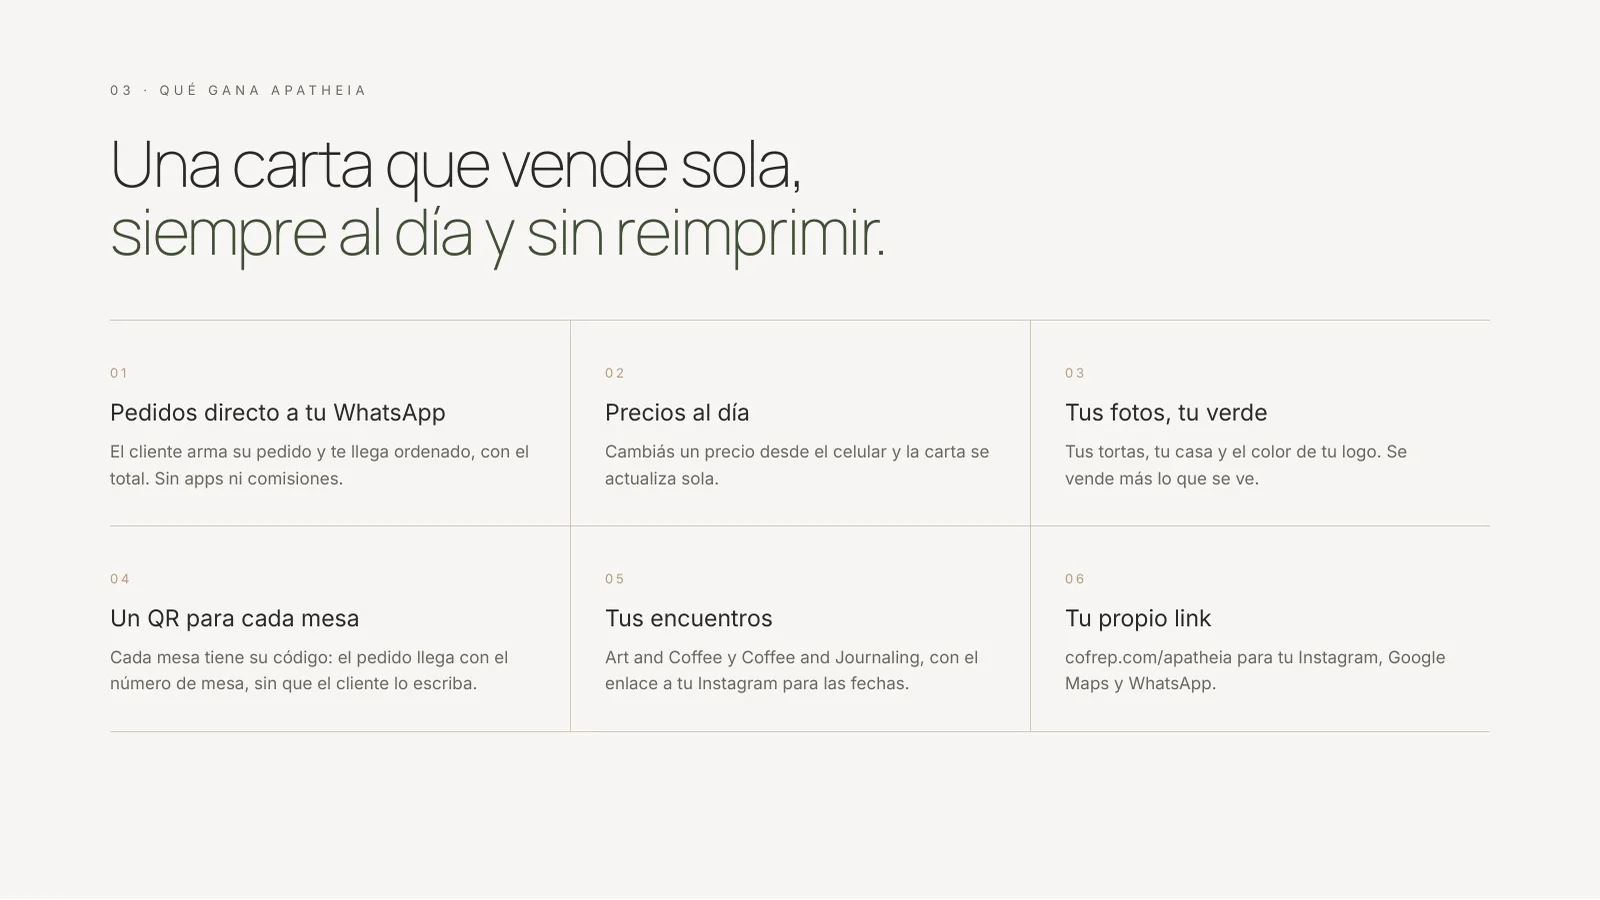 03 · QUÉ GANA APATHEIA
Una carta que vende sola,
siempre al día y sin reimprimir.
01
Pedidos directo a tu WhatsApp
El cliente arma su pedido y te llega ordenado, con el
total. Sin apps ni comisiones.
02
Precios al día
Cambiás un precio desde el celular y la carta se
actualiza sola.
03
Tus fotos, tu verde
Tus tortas, tu casa y el color de tu logo. Se
vende más lo que se ve.
04
Un QR para cada mesa
Cada mesa tiene su código: el pedido llega con el
número de mesa, sin que el cliente lo escriba.
05
Tus encuentros
Art and Coffee y Coffee and Journaling, con el
enlace a tu Instagram para las fechas.
06
Tu propio link
cofrep.com/apatheia para tu Instagram, Google
Maps y WhatsApp.